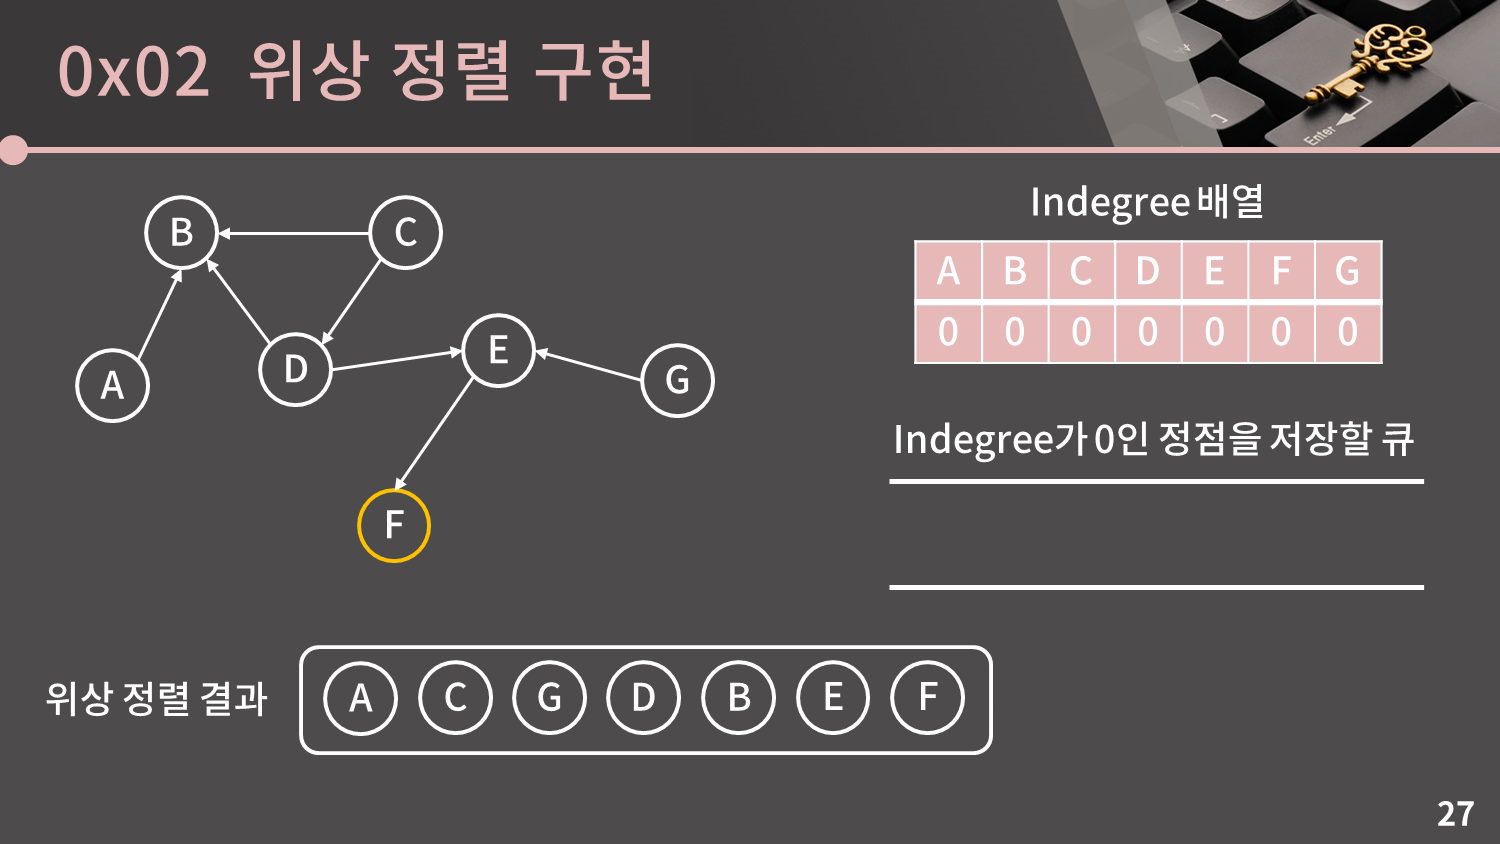 0x02 위상 정렬 구현
Enter
B
C
A
D
E
G
F
Indegree 배열
A B C D E F G
0 0 0 0 0 0 0
Indegree가 0인 정점을 저장할 큐
위상 정렬 결과
A C G D B E F
27